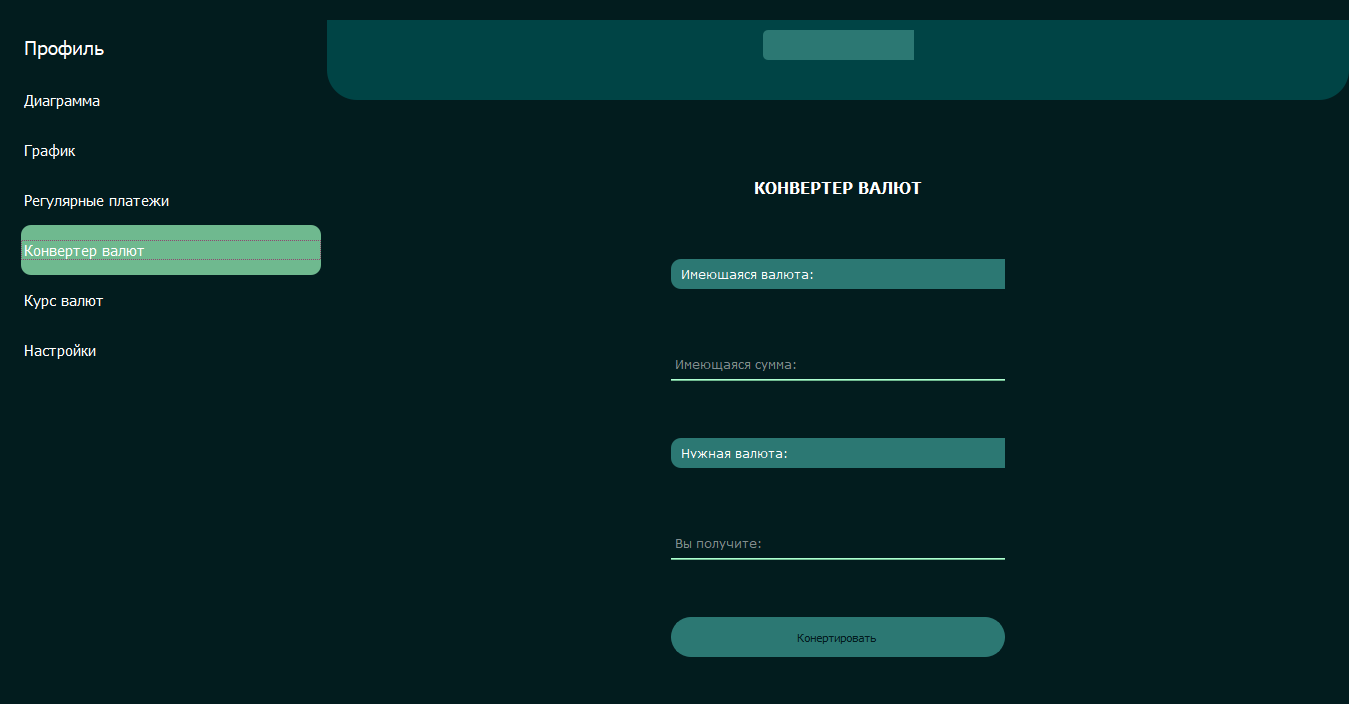 Профиль
Диаграмма
График
Регулярные платежи
Конвертер валют
Курс валют
Настройки
КОНВЕРТЕР ВАЛЮТ
Имеющаяся валюта:
Имеющаяся сумма:
Нужная валюта:
Вы получите:
Конертировать